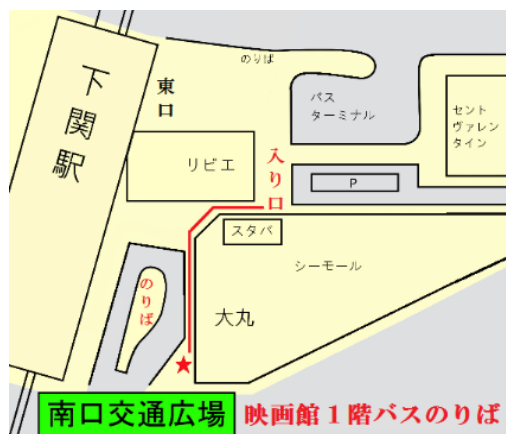 下関駅
東口
のりば
バス
ターミナル
セント
ヴァレン
タイン
リビエ
入り口
P
スタバ
シーモール
のりば
大丸
★
南口交通広場
映画館１階バスのりば